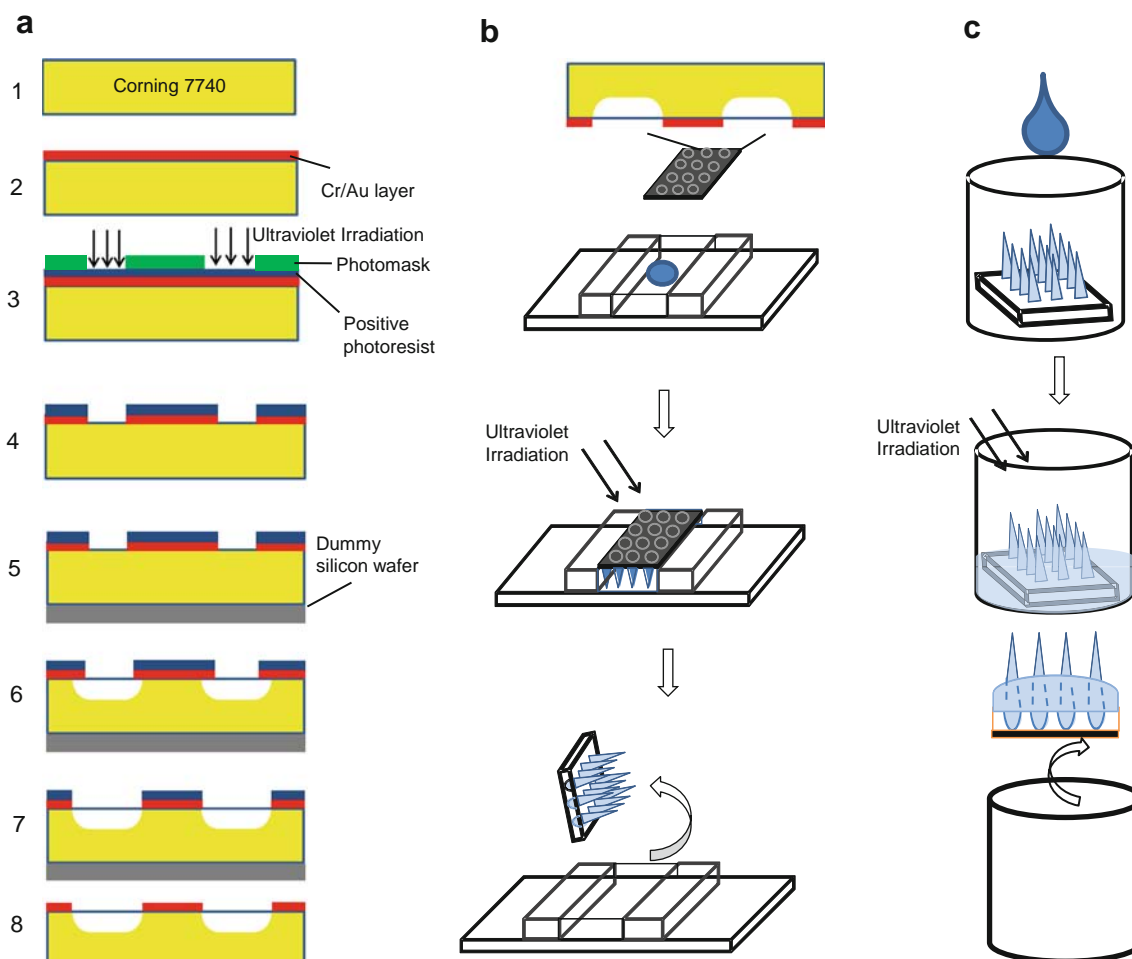 a
b
c
1
Corning 7740
2
Cr/Au layer
Ultraviolet Irradiation
Photomask
3
Positive
photoresist
4
5
Dummy
silicon wafer
6
7
8
Ultraviolet
Irradiation
Ultraviolet
Irradiation